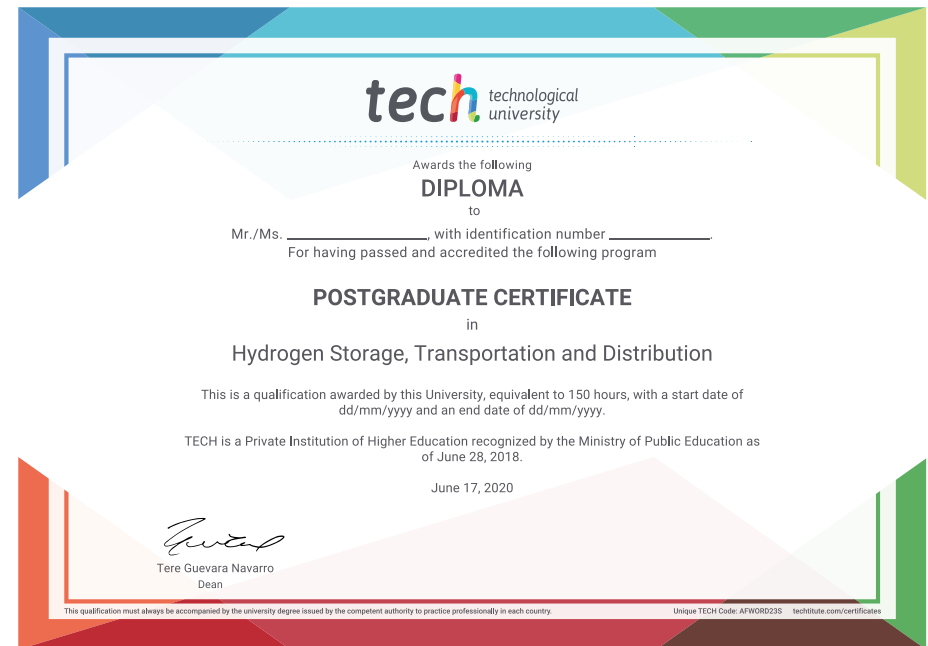 tech technological
university
Awards the following
DIPLOMA
to
Mr./Ms. ____________________, with identification number ______________.
For having passed and accredited the following program
POSTGRADUATE CERTIFICATE
in
Hydrogen Storage, Transportation and Distribution
This is a qualification awarded by this University, equivalent to 150 hours, with a start date of
dd/mm/yyyy and an end date of dd/mm/yyyy.
TECH is a Private Institution of Higher Education recognized by the Ministry of Public Education as
of June 28, 2018.
June 17, 2020
Tere Guevara Navarro
Dean
This qualification must always be accompanied by the university degree issued by the competent authority to practice professionally in each country.
Unique TECH Code: AFWORD23S techtitute.com/certificates